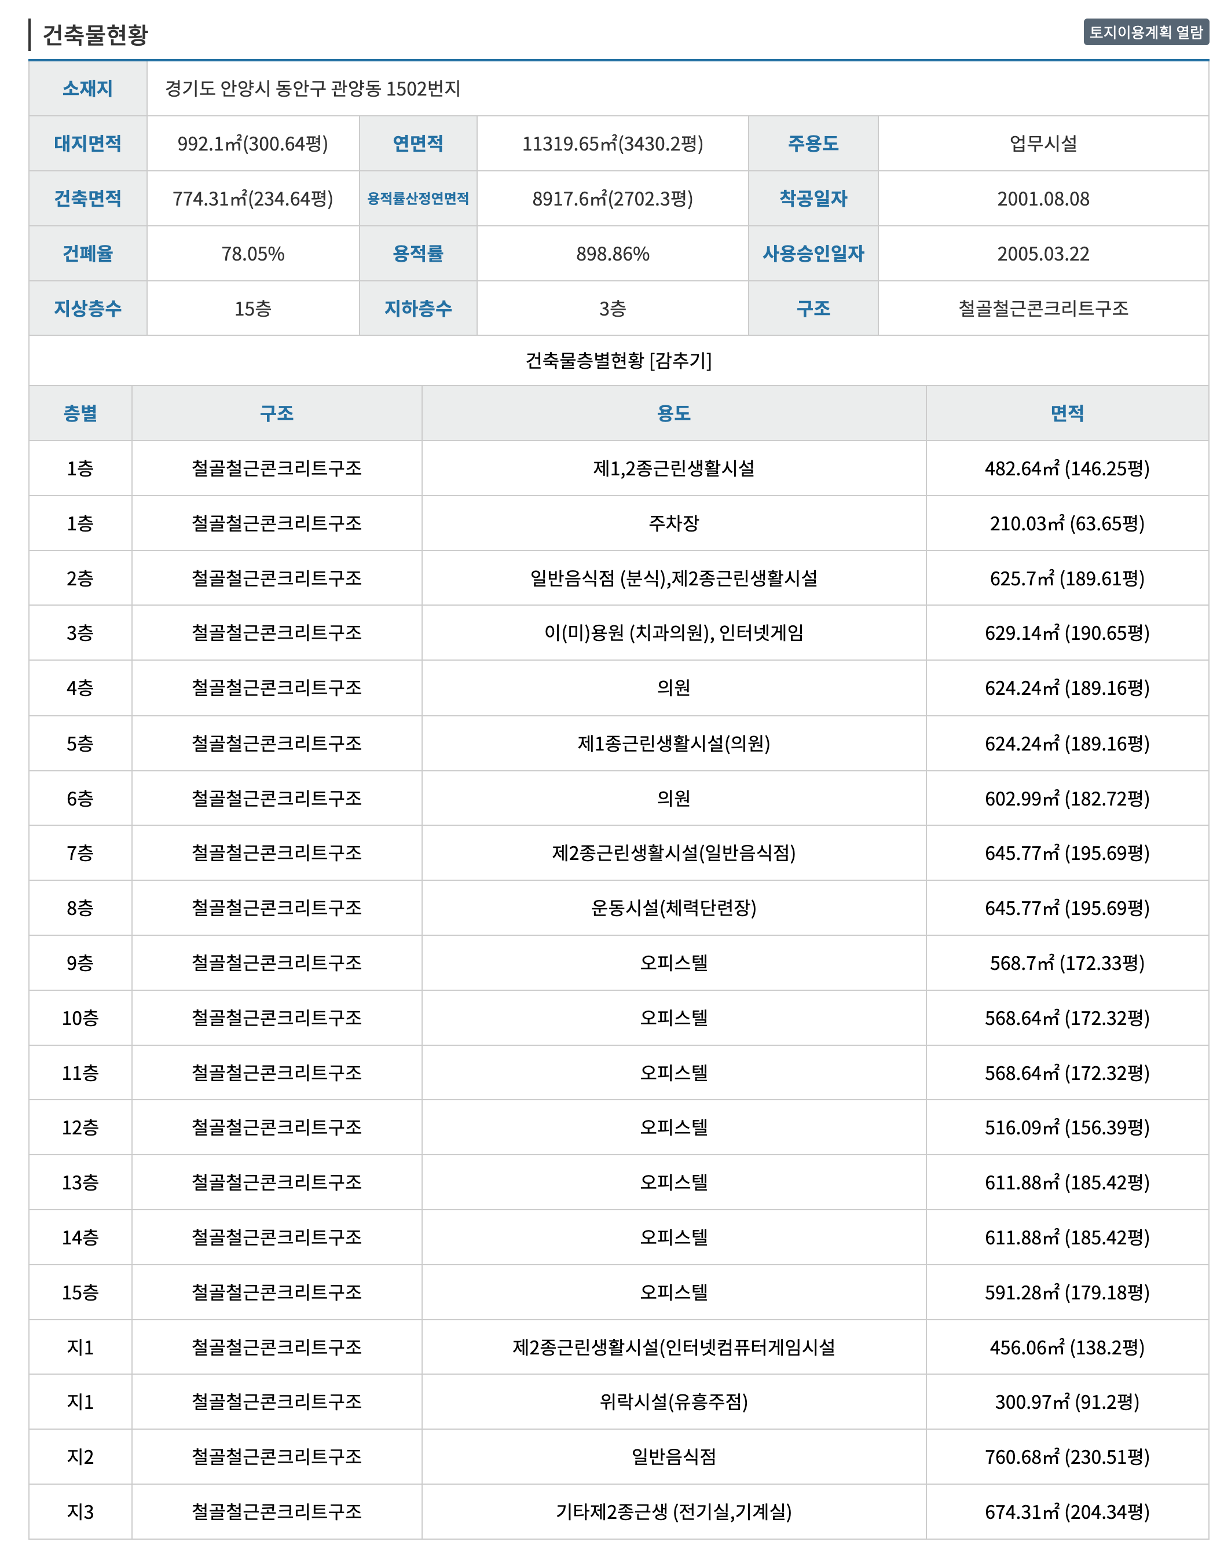 건축물현황
토지이용계획 열람
소재지 경기도 안양시 동안구 관양동 1502번지
대지면적 992.1㎡(300.64평) 연면적 11319.65㎡(3430.2평) 주용도 업무시설
건축면적 774.31㎡(234.64평) 용적률산정연면적 8917.6㎡(2702.3평) 착공일자 2001.08.08
건폐율 78.05% 용적률 898.86% 사용승인일자 2005.03.22
지상층수 15층 지하층수 3층 구조 철골철근콘크리트구조
건축물층별현황 [감추기]
층별 구조 용도 면적
1층 철골철근콘크리트구조 제1,2종근린생활시설 482.64㎡ (146.25평)
1층 철골철근콘크리트구조 주차장 210.03㎡ (63.65평)
2층 철골철근콘크리트구조 일반음식점 (분식),제2종근린생활시설 625.7㎡ (189.61평)
3층 철골철근콘크리트구조 이(미)용원 (치과의원), 인터넷게임 629.14㎡ (190.65평)
4층 철골철근콘크리트구조 의원 624.24㎡ (189.16평)
5층 철골철근콘크리트구조 제1종근린생활시설(의원) 624.24㎡ (189.16평)
6층 철골철근콘크리트구조 의원 602.99㎡ (182.72평)
7층 철골철근콘크리트구조 제2종근린생활시설(일반음식점) 645.77㎡ (195.69평)
8층 철골철근콘크리트구조 운동시설(체력단련장) 645.77㎡ (195.69평)
9층 철골철근콘크리트구조 오피스텔 568.7㎡ (172.33평)
10층 철골철근콘크리트구조 오피스텔 568.64㎡ (172.32평)
11층 철골철근콘크리트구조 오피스텔 568.64㎡ (172.32평)
12층 철골철근콘크리트구조 오피스텔 516.09㎡ (156.39평)
13층 철골철근콘크리트구조 오피스텔 611.88㎡ (185.42평)
14층 철골철근콘크리트구조 오피스텔 611.88㎡ (185.42평)
15층 철골철근콘크리트구조 오피스텔 591.28㎡ (179.18평)
지1 철골철근콘크리트구조 제2종근린생활시설(인터넷컴퓨터게임시설 456.06㎡ (138.2평)
지1 철골철근콘크리트구조 위락시설(유흥주점) 300.97㎡ (91.2평)
지2 철골철근콘크리트구조 일반음식점 760.68㎡ (230.51평)
지3 철골철근콘크리트구조 기타제2종근생 (전기실,기계실) 674.31㎡ (204.34평)